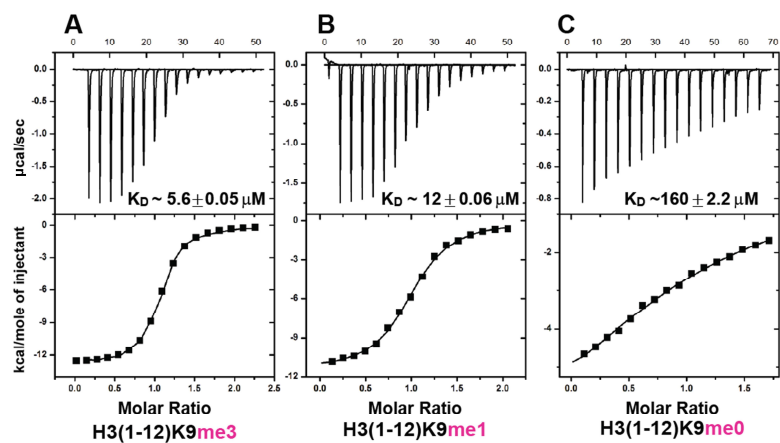 A B C
0 10 20 30 40 50 0 10 20 30 40 50 0 10 20 30 40 50 60 70
µcal/sec
0.0 -0.5 -1.0 -1.5 -2.0
K_D ~ 5.6 ± 0.05 µM
0.0 -0.5 -1.0 -1.5
K_D ~ 12 ± 0.06 µM
0.0 -0.2 -0.4 -0.6 -0.8
K_D ~160 ± 2.2 µM
kcal/mole of injectant
0 -3 -6 -9 -12
0 -3 -6 -9 -12
-2 -4
0.0 0.5 1.0 1.5 2.0 2.5 0.0 0.5 1.0 1.5 2.0 0.0 0.5 1.0 1.5
Molar Ratio Molar Ratio Molar Ratio
H3(1-12)K9me3 H3(1-12)K9me1 H3(1-12)K9me0